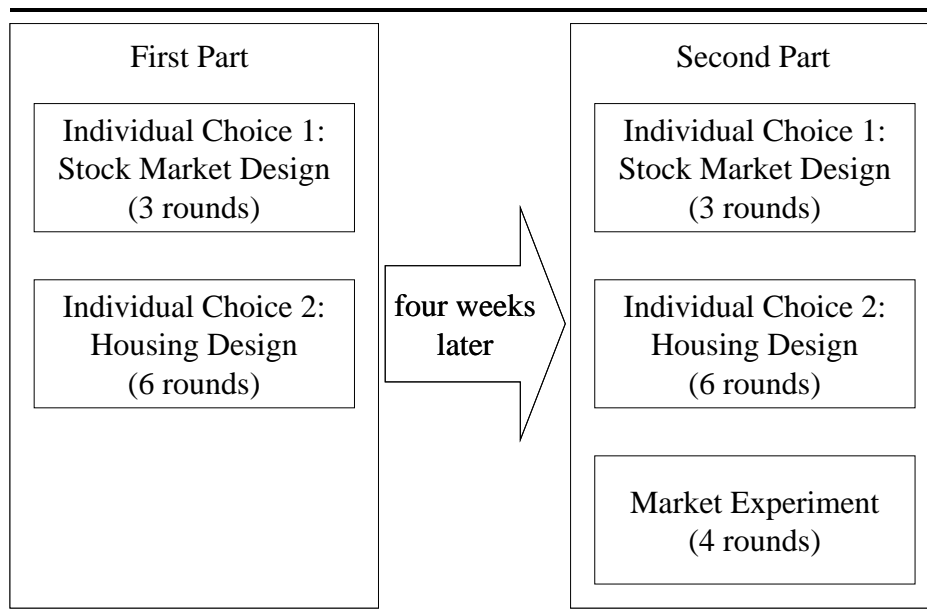 First Part
Individual Choice 1:
Stock Market Design
(3 rounds)
Individual Choice 2:
Housing Design
(6 rounds)
four weeks
later
Second Part
Individual Choice 1:
Stock Market Design
(3 rounds)
Individual Choice 2:
Housing Design
(6 rounds)
Market Experiment
(4 rounds)